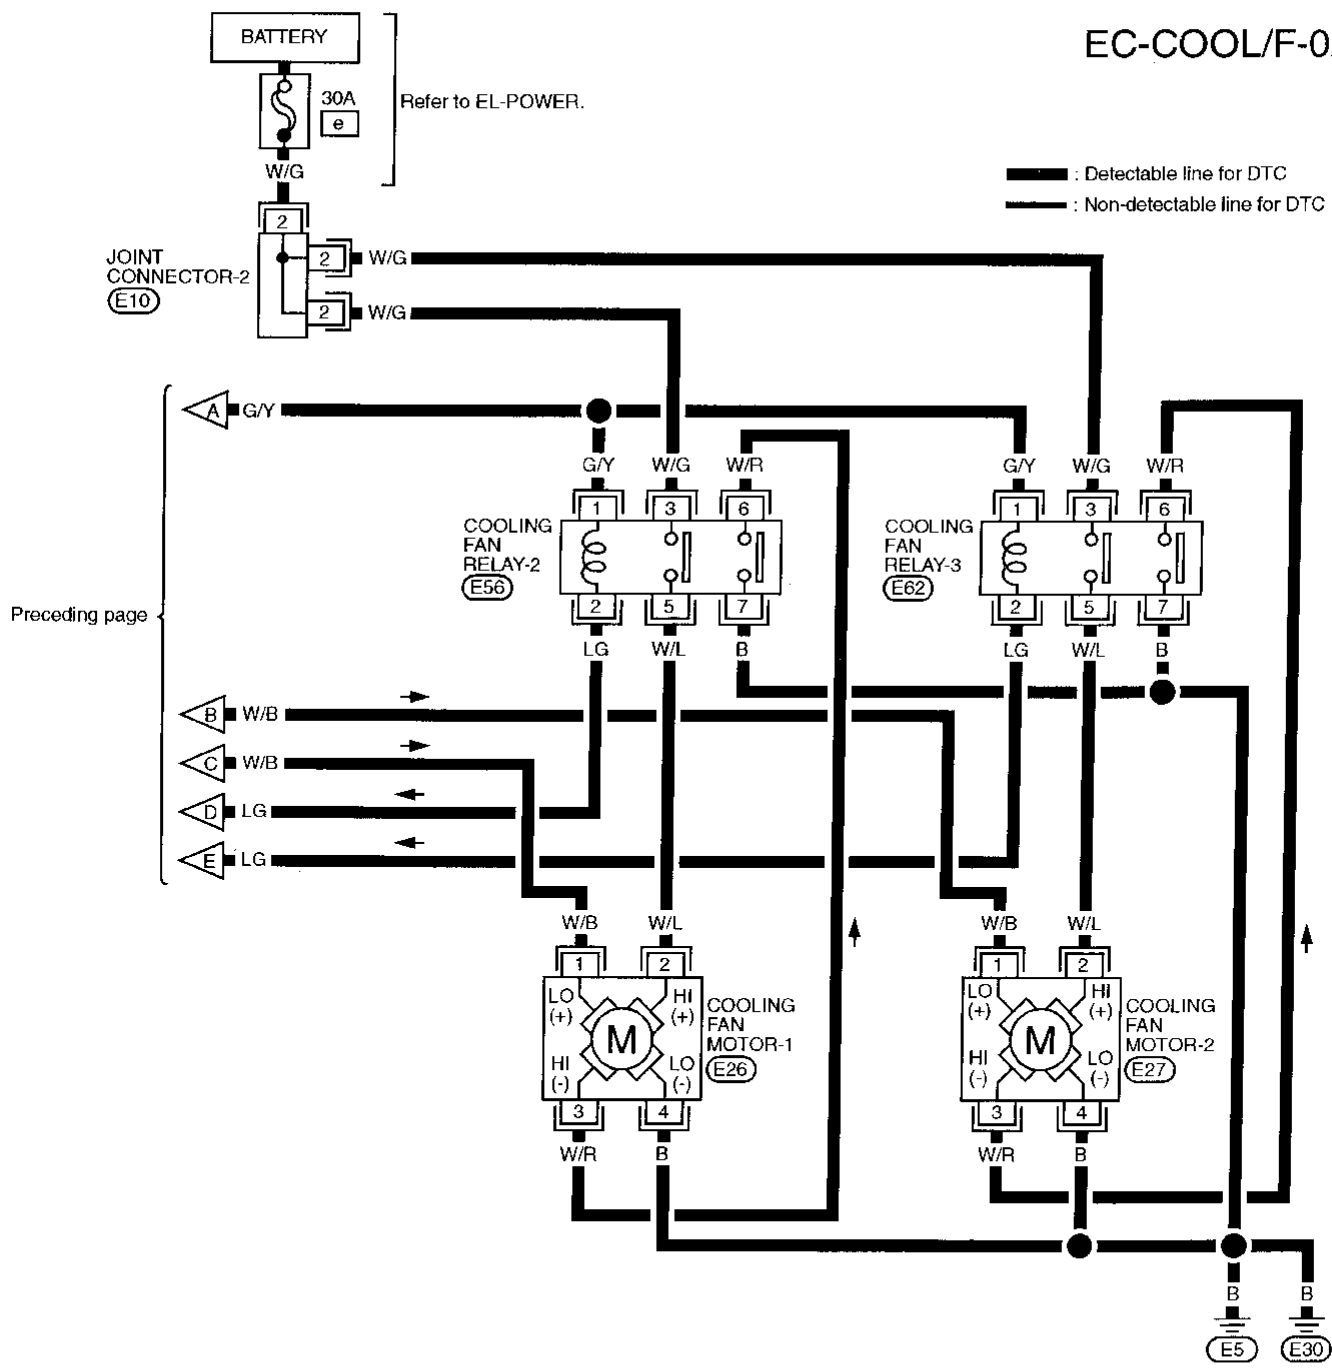 EC-COOL/F-0
BATTERY
30A
e
Refer to EL-POWER.
W/G
: Detectable line for DTC
: Non-detectable line for DTC
2
JOINT
CONNECTOR-2
E10
2 W/G
2 W/G
A G/Y
G/Y W/G W/R G/Y W/G W/R
1 3 6 1 3 6
COOLING
FAN
RELAY-2
E56
COOLING
FAN
RELAY-3
E62
2 5 7 2 5 7
LG W/L B LG W/L B
Preceding page
B W/B
C W/B
D LG
E LG
W/B W/L W/B W/L
1 2 1 2
LO
(+)
HI
(+)
M
HI
(-)
LO
(-)
COOLING
FAN
MOTOR-1
E26
LO
(+)
HI
(+)
M
HI
(-)
LO
(-)
COOLING
FAN
MOTOR-2
E27
3 4 3 4
W/R B W/R B
B B
E5 E30